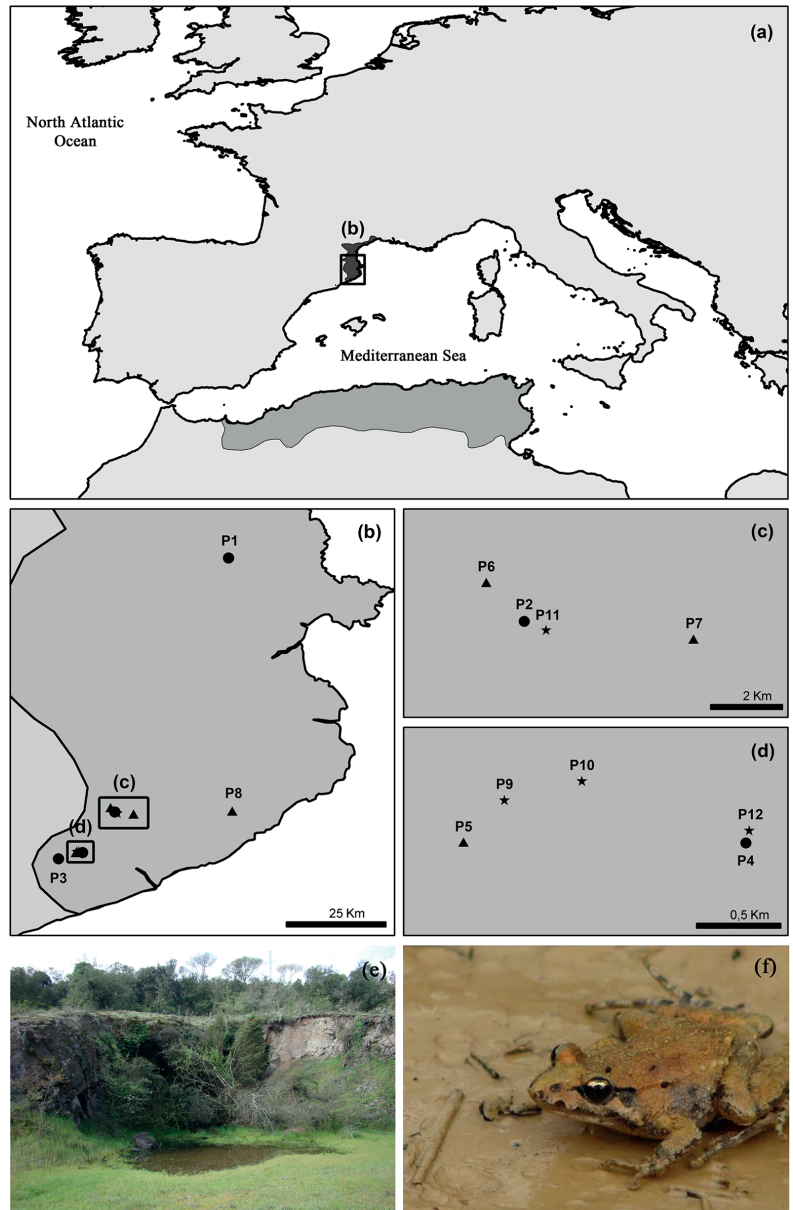 (a)
North Atlantic
Ocean
(b)
Mediterranean Sea
(b)
P1
(c)
P8
(d)
P3
25 Km
(c)
P6
P2
P11
P7
2 Km
(d)
P10
P9
P12
P5
P4
0,5 Km
(e)
(f)